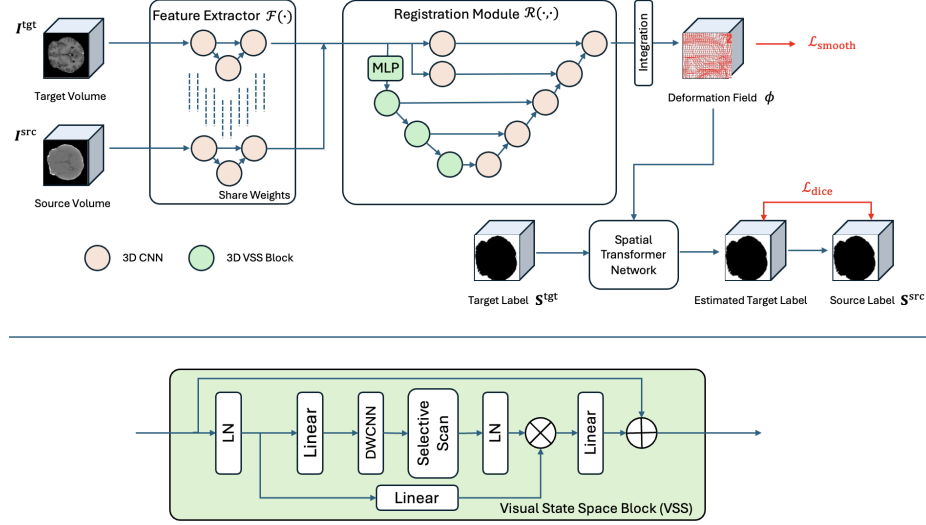 Feature Extractor ℱ(·)
Registration Module ℛ(·,·)
I^tgt
Target Volume
I^src
Source Volume
Share Weights
MLP
Integration
ℒ_smooth
Deformation Field ϕ
3D CNN
3D VSS Block
ℒ_dice
Spatial
Transformer
Network
Target Label S^tgt
Estimated Target Label
Source Label S^src
LN
Linear
DWCNN
Selective
Scan
LN
Linear
Linear
Visual State Space Block (VSS)